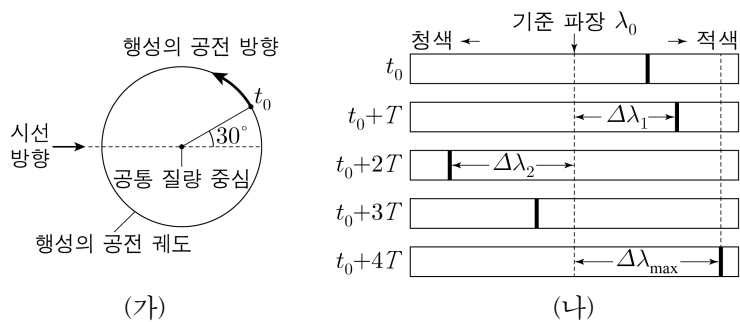 행성의 공전 방향
t₀
시선
방향
30°
공통 질량 중심
행성의 공전 궤도
(가)
기준 파장 λ₀
청색
적색
t₀
t₀+T
Δλ₁
t₀+2T
Δλ₂
t₀+3T
t₀+4T
Δλmax
(나)